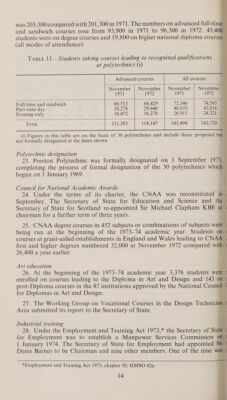 was 203,500 compared with 201,300 in 1971. The numbers on advanced full-time
and sandwich courses rose from 93,900 in 1971 to 96,300 in 1972. 45,400
students were on degree courses and 19,800 on higher national diploma courses
(all modes of attendance).
TABLE 11—Students taking courses leading to recognised qualifications
at polytechnics (i)
Advanced courses All courses
November 1971 November 1972 November 1971 November 1972
Full-time and sandwich 66,533 68,429 72,546 74,593
Part-time day 28,278 29,440 46,033 43,816
Evening only 16,472 16,278 26,915 24,321
Total 111,283 114,147 145,494 142,730
(i) Figures in this table are on the basis of 30 polytechnics and include those proposed but
not formally designated at the dates shown.
Polytechnic designation
23. Preston Polytechnic was formally designated on 1 September 1973,
completing the process of formal designation of the 30 polytechnics which
began on 1 January 1969.
Council for National Academic Awards
24. Under the terms of its charter, the CNAA was reconstituted in
September. The Secretary of State for Education and Science and the
Secretary of State for Scotland re-appointed Sir Michael Clapham KBE as
chairman for a further term of three years.
25. CNAA degree courses in 852 subjects or combinations of subjects were
being run at the beginning of the 1973–74 academic year. Students on
courses at grant-aided establishments in England and Wales leading to CNAA
first and higher degrees numbered 32,000 in November 1972 compared with
26,400 a year earlier.
Art education
26. At the beginning of the 1973–74 academic year 3,376 students were
enrolled on courses leading to the Diploma in Art and Design and 143 on
post-Diploma courses in the 42 institutions approved by the National Council
for Diplomas in Art and Design.
27. The Working Group on Vocational Courses in the Design Technician
Area submitted its report to the Secretary of State.
Industrial training
28. Under the Employment and Training Act 1973,* the Secretary of State
for Employment was to establish a Manpower Services Commission on
1 January 1974. The Secretary of State for Employment had appointed Sir
Denis Barnes to be Chairman and nine other members. One of the nine was
*Employment and Training Act 1973, chapter 50, HMSO 42p.
14